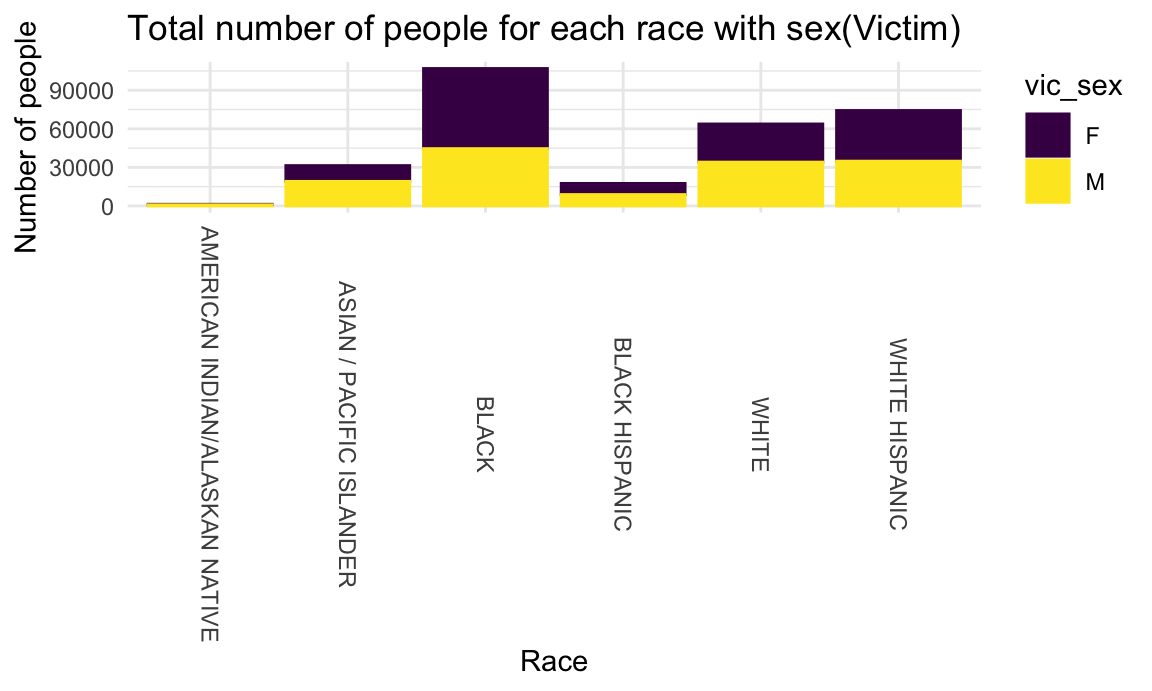 Total number of people for each race with sex(Victim)
Number of people
90000
60000
30000
0
vic_sex
F
M
AMERICAN INDIAN/ALASKAN NATIVE
ASIAN / PACIFIC ISLANDER
BLACK
BLACK HISPANIC
WHITE
WHITE HISPANIC
Race